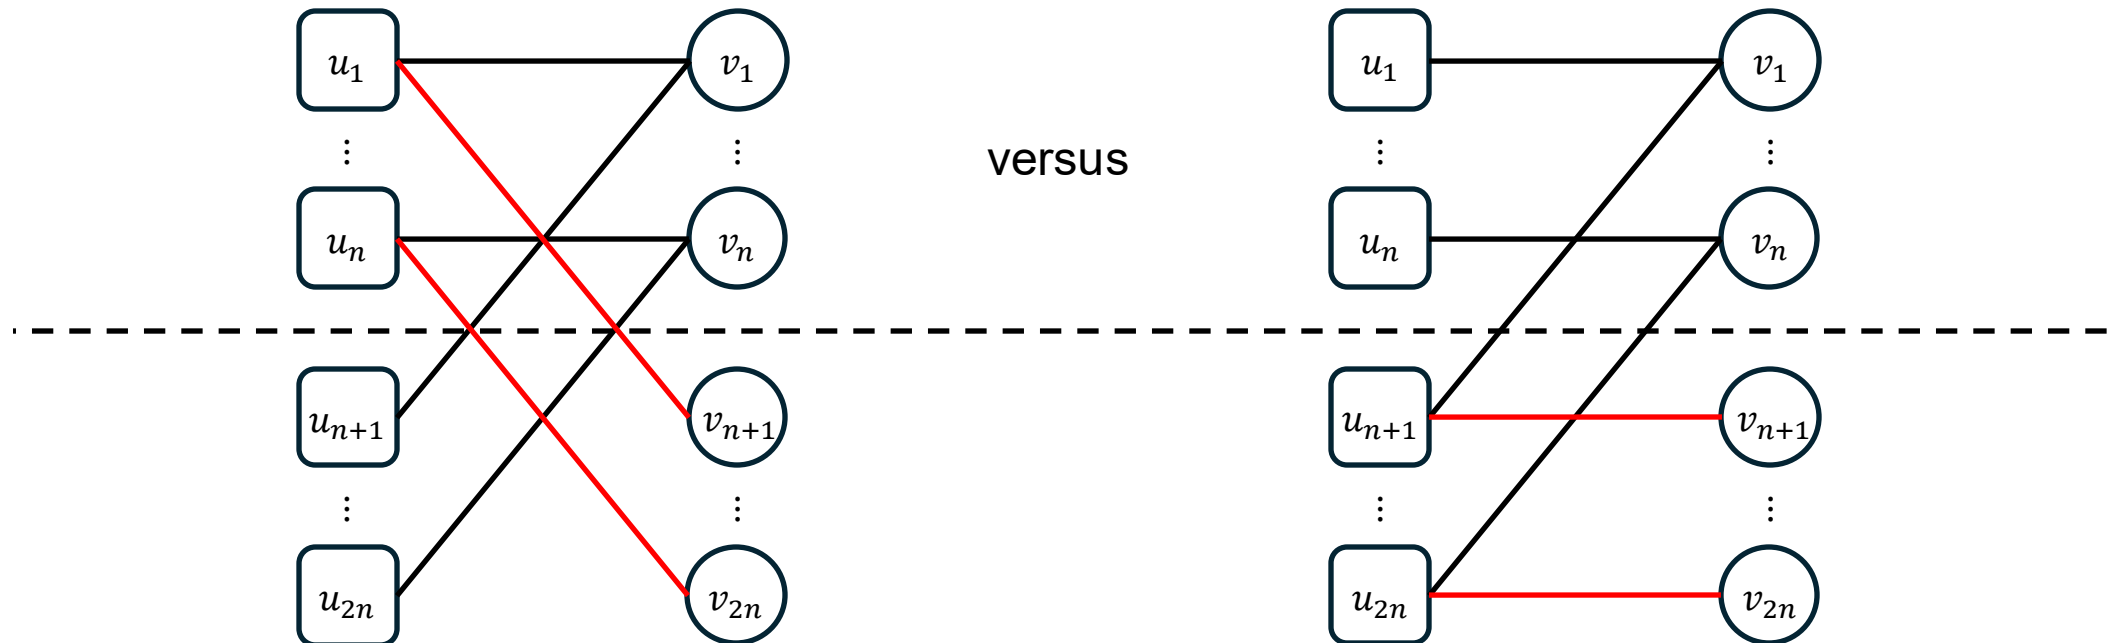 u₁ v₁ u₁ v₁
⋮ ⋮ versus ⋮ ⋮
uₙ vₙ uₙ vₙ
uₙ₊₁ vₙ₊₁ uₙ₊₁ vₙ₊₁
⋮ ⋮ ⋮ ⋮
u₂ₙ v₂ₙ u₂ₙ v₂ₙ